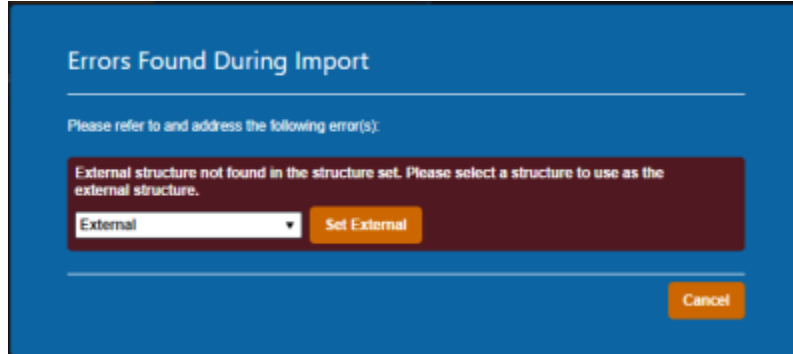 Errors Found During Import
Please refer to and address the following error(s):
External structure not found in the structure set. Please select a structure to use as the
external structure.
External
Set External
Cancel